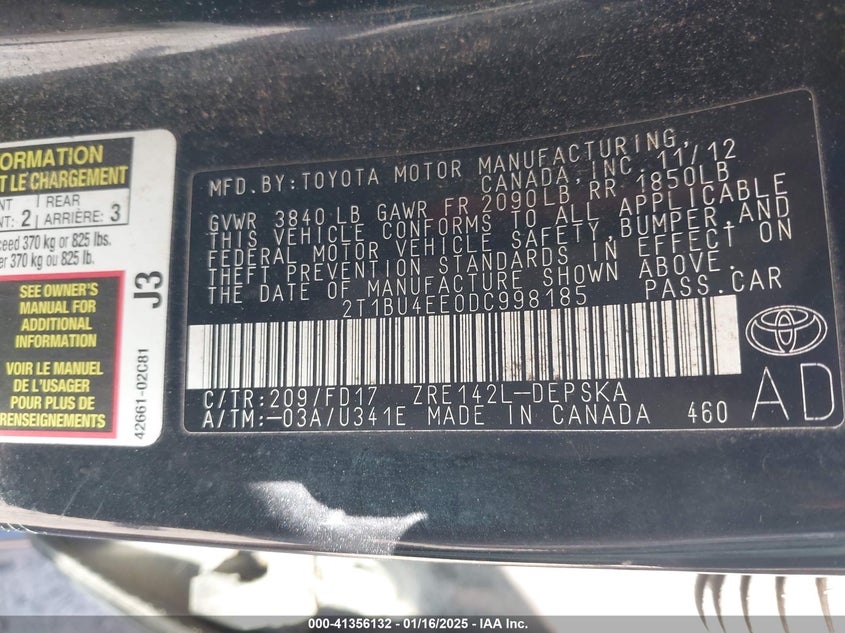 ORMATION
T LE CHARGEMENT
NT: 2
REAR
ARRIÈRE: 3
ceed 370 kg or 825 lbs.
er 370 kg ou 825 lb.
SEE OWNER'S
MANUAL FOR
ADDITIONAL
INFORMATION
VOIR LE MANUEL
DE L'USAGER
POUR PLUS DE
RENSEIGNEMENTS
J3
42661-02C81
MFD. BY: TOYOTA MOTOR MANUFACTURING,
CANADA, INC. 11/12
GVWR 3840 LB GAWR FR 2090LB, RR 1850LB
THIS VEHICLE CONFORMS TO ALL APPLICABLE
FEDERAL MOTOR VEHICLE SAFETY, BUMPER, AND
THEFT PREVENTION STANDARDS IN EFFECT ON
THE DATE OF MANUFACTURE SHOWN ABOVE.
2T1BU4EE0DC998185 PASS. CAR
C/TR: 209/FD17 ZRE142L-DEPSKA
A/TM: -03A/U341E MADE IN CANADA 460
AD
000-41356132 - 01/16/2025 - IAA Inc.